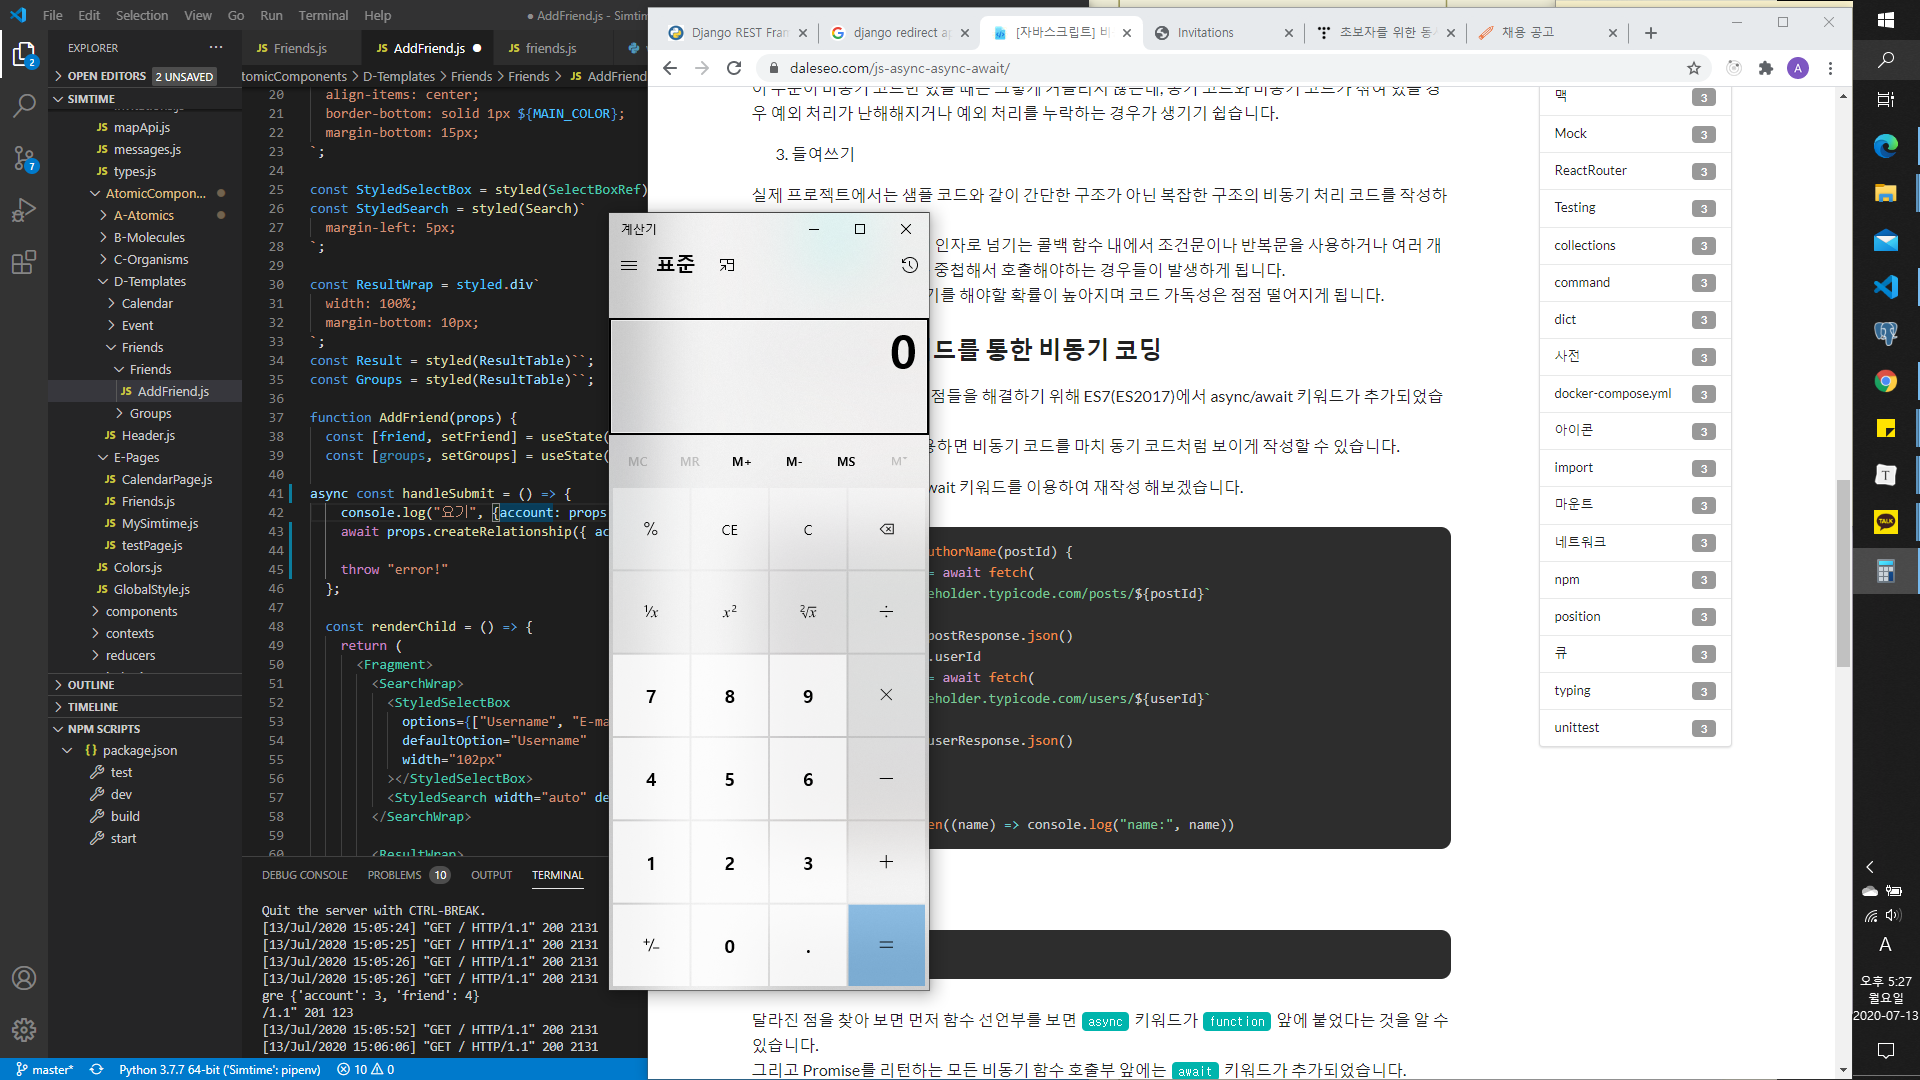 File Edit Selection View Go Run Terminal Help ● AddFriend.js - Simtim
EXPLORER ···
OPEN EDITORS 2 UNSAVED
SIMTIME
JS mapApi.js
JS messages.js
JS types.js
AtomicCompon...
A-Atomics
B-Molecules
C-Organisms
D-Templates
Calendar
Event
Friends
Friends
JS AddFriend.js
Groups
JS Header.js
E-Pages
JS CalendarPage.js
JS Friends.js
JS MySimtime.js
JS testPage.js
JS Colors.js
JS GlobalStyle.js
components
contexts
reducers
OUTLINE
TIMELINE
NPM SCRIPTS
{} package.json
test
dev
build
start
2
7
JS Friends.js JS AddFriend.js ● JS friends.js
tomicComponents > D-Templates > Friends > Friends > JS AddFriend
20 align-items: center;
21 border-bottom: solid 1px ${MAIN_COLOR};
22 margin-bottom: 15px;
23 `;
24
25 const StyledSelectBox = styled(SelectBoxRef)
26 const StyledSearch = styled(Search)`
27 margin-left: 5px;
28 `;
29
30 const ResultWrap = styled.div`
31 width: 100%;
32 margin-bottom: 10px;
33 `;
34 const Result = styled(ResultTable)``;
35 const Groups = styled(ResultTable)``;
36
37 function AddFriend(props) {
38 const [friend, setFriend] = useState(
39 const [groups, setGroups] = useState(
40
41 async const handleSubmit = () => {
42 console.log("요기", {account: props
43 await props.createRelationship({ ac
44
45 throw "error!"
46 };
47
48 const renderChild = () => {
49 return (
50 <Fragment>
51 <SearchWrap>
52 <StyledSelectBox
53 options={["Username", "E-ma
54 defaultOption="Username"
55 width="102px"
56 ></StyledSelectBox>
57 <StyledSearch width="auto" de
58 </SearchWrap>
59
60 <ResultWrap>
DEBUG CONSOLE PROBLEMS 10 OUTPUT TERMINAL
Quit the server with CTRL-BREAK.
[13/Jul/2020 15:05:24] "GET / HTTP/1.1" 200 2131
[13/Jul/2020 15:05:25] "GET / HTTP/1.1" 200 2131
[13/Jul/2020 15:05:26] "GET / HTTP/1.1" 200 2131
[13/Jul/2020 15:05:26] "GET / HTTP/1.1" 200 2131
gre {'account': 3, 'friend': 4}
/1.1" 201 123
[13/Jul/2020 15:05:52] "GET / HTTP/1.1" 200 2131
[13/Jul/2020 15:06:06] "GET / HTTP/1.1" 200 2131
master* Python 3.7.7 64-bit ('Simtime': pipenv) 10 0
계산기
표준
0
MC MR M+ M- MS M˅
% CE C
¹/x x² ²√x ÷
7 8 9 ×
4 5 6 −
1 2 3 +
+/− 0 . =
Django REST Fran django redirect ap [자바스크립트] 비 Invitations 초보자를 위한 동 채용 공고
daleseo.com/js-async-async-await/
A
우 예외 처리가 난해해지거나 예외 처리를 누락하는 경우가 생기기 쉽습니다.
3. 들여쓰기
실제 프로젝트에서는 샘플 코드와 같이 간단한 구조가 아닌 복잡한 구조의 비동기 처리 코드를 작성하
인자로 넘기는 콜백 함수 내에서 조건문이나 반복문을 사용하거나 여러 개
중첩해서 호출해야하는 경우들이 발생하게 됩니다.
기를 해야할 확률이 높아지며 코드 가독성은 점점 떨어지게 됩니다.
드를 통한 비동기 코딩
점들을 해결하기 위해 ES7(ES2017)에서 async/await 키워드가 추가되었습
용하면 비동기 코드를 마치 동기 코드처럼 보이게 작성할 수 있습니다.
wait 키워드를 이용하여 재작성 해보겠습니다.
uthorName(postId) {
= await fetch(
eholder.typicode.com/posts/${postId}`
postResponse.json()
.userId
= await fetch(
eholder.typicode.com/users/${userId}`
userResponse.json()
en((name) => console.log("name:", name))
달라진 점을 찾아 보면 먼저 함수 선언부를 보면 async 키워드가 function 앞에 붙었다는 것을 알 수
있습니다.
그리고 Promise를 리턴하는 모든 비동기 함수 호출부 앞에는 await 키워드가 추가되었습니다.
맥 3
Mock 3
ReactRouter 3
Testing 3
collections 3
command 3
dict 3
사전 3
docker-compose.yml 3
아이콘 3
import 3
마운트 3
네트워크 3
npm 3
position 3
큐 3
typing 3
unittest 3
T
TALK
A
오후 5:27
월요일
2020-07-13